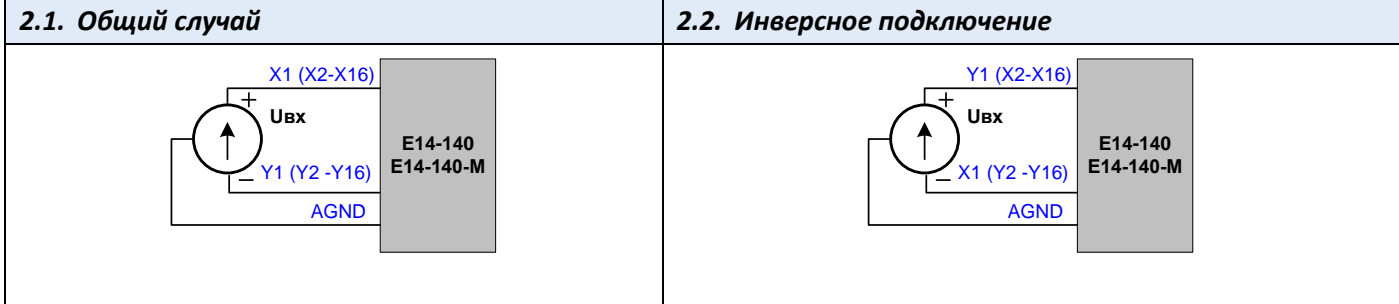 2.1. Общий случай
2.2. Инверсное подключение
X1 (X2-X16)
+
Uвх
E14-140
E14-140-M
Y1 (Y2 -Y16)
−
AGND
Y1 (X2-X16)
+
Uвх
E14-140
E14-140-M
X1 (Y2 -Y16)
−
AGND